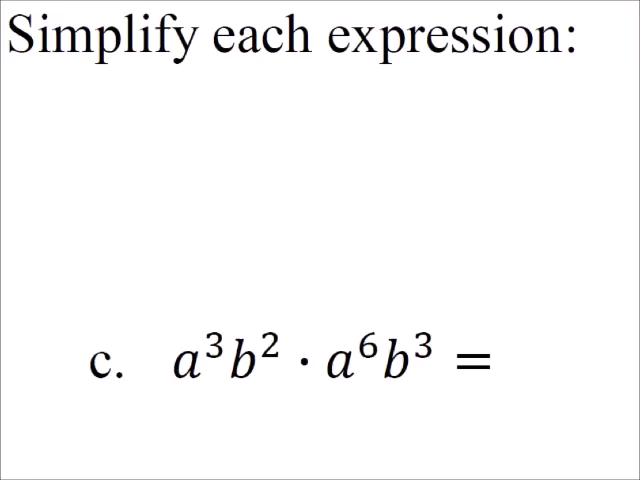 Simplify each expression:
c. a³b² · a⁶b³ =